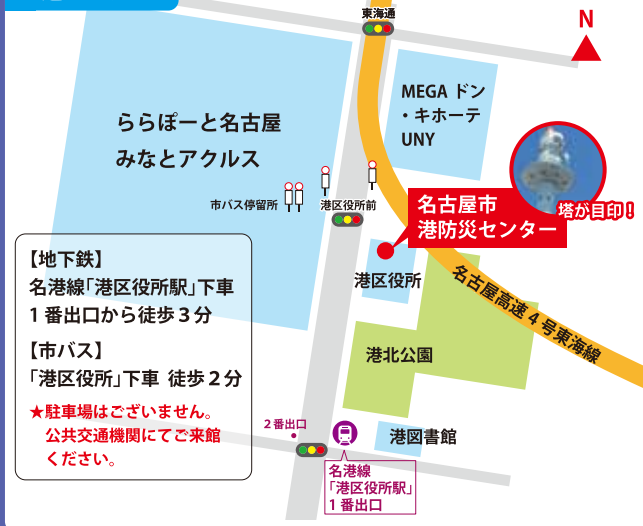 東海通
N
MEGA ドン
・キホーテ
UNY
ららぽーと名古屋
みなとアクルス
市バス停留所
港区役所前
名古屋市
港防災センター
塔が目印！
港区役所
名古屋高速4号東海線
港北公園
【地下鉄】
名港線「港区役所駅」下車
1番出口から徒歩3分
【市バス】
「港区役所」下車 徒歩2分
★駐車場はございません。
公共交通機関にてご来館
ください。
2番出口
港図書館
名港線
「港区役所駅」
1番出口